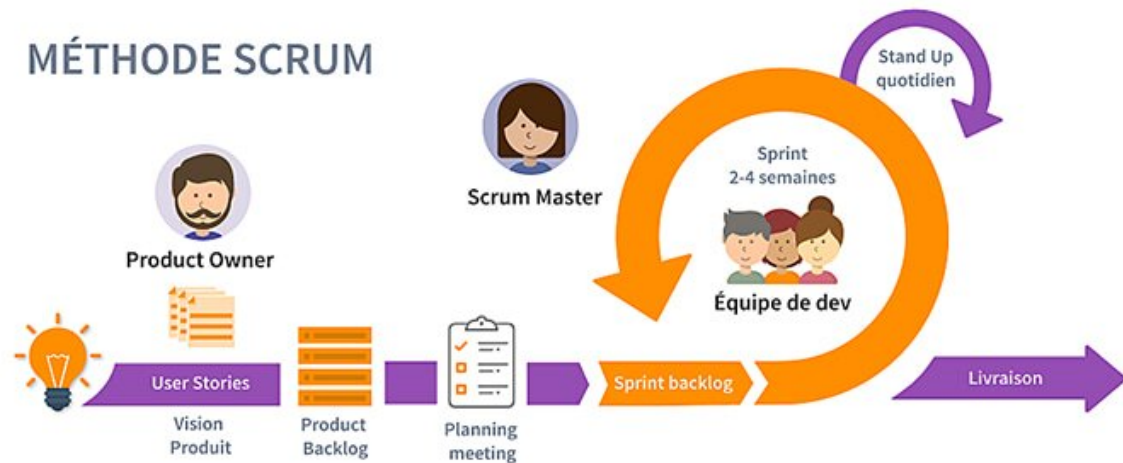 MÉTHODE SCRUM
Stand Up
quotidien
Sprint
2-4 semaines
Scrum Master
Product Owner
Équipe de dev
User Stories
Sprint backlog
Livraison
Vision
Produit
Product
Backlog
Planning
meeting